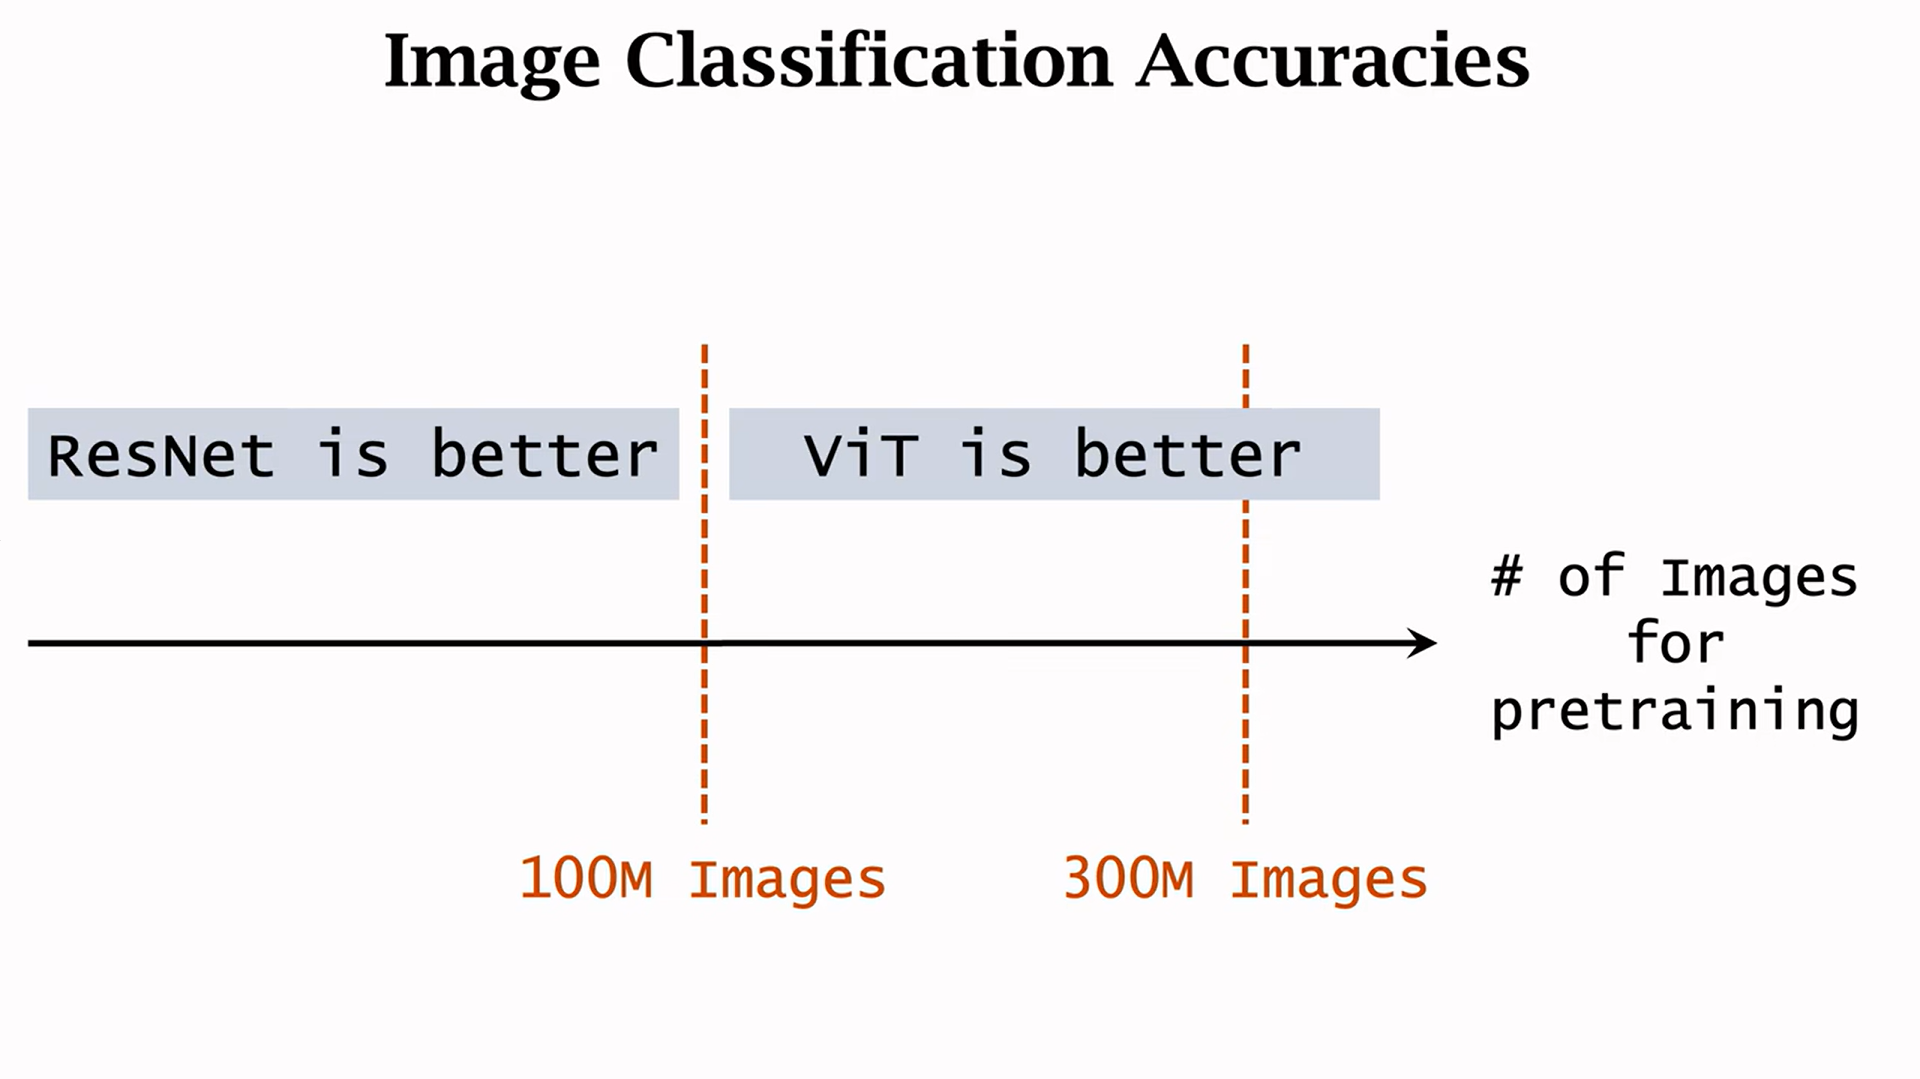 Image Classification Accuracies
ResNet is better
ViT is better
# of Images
for
pretraining
100M Images
300M Images